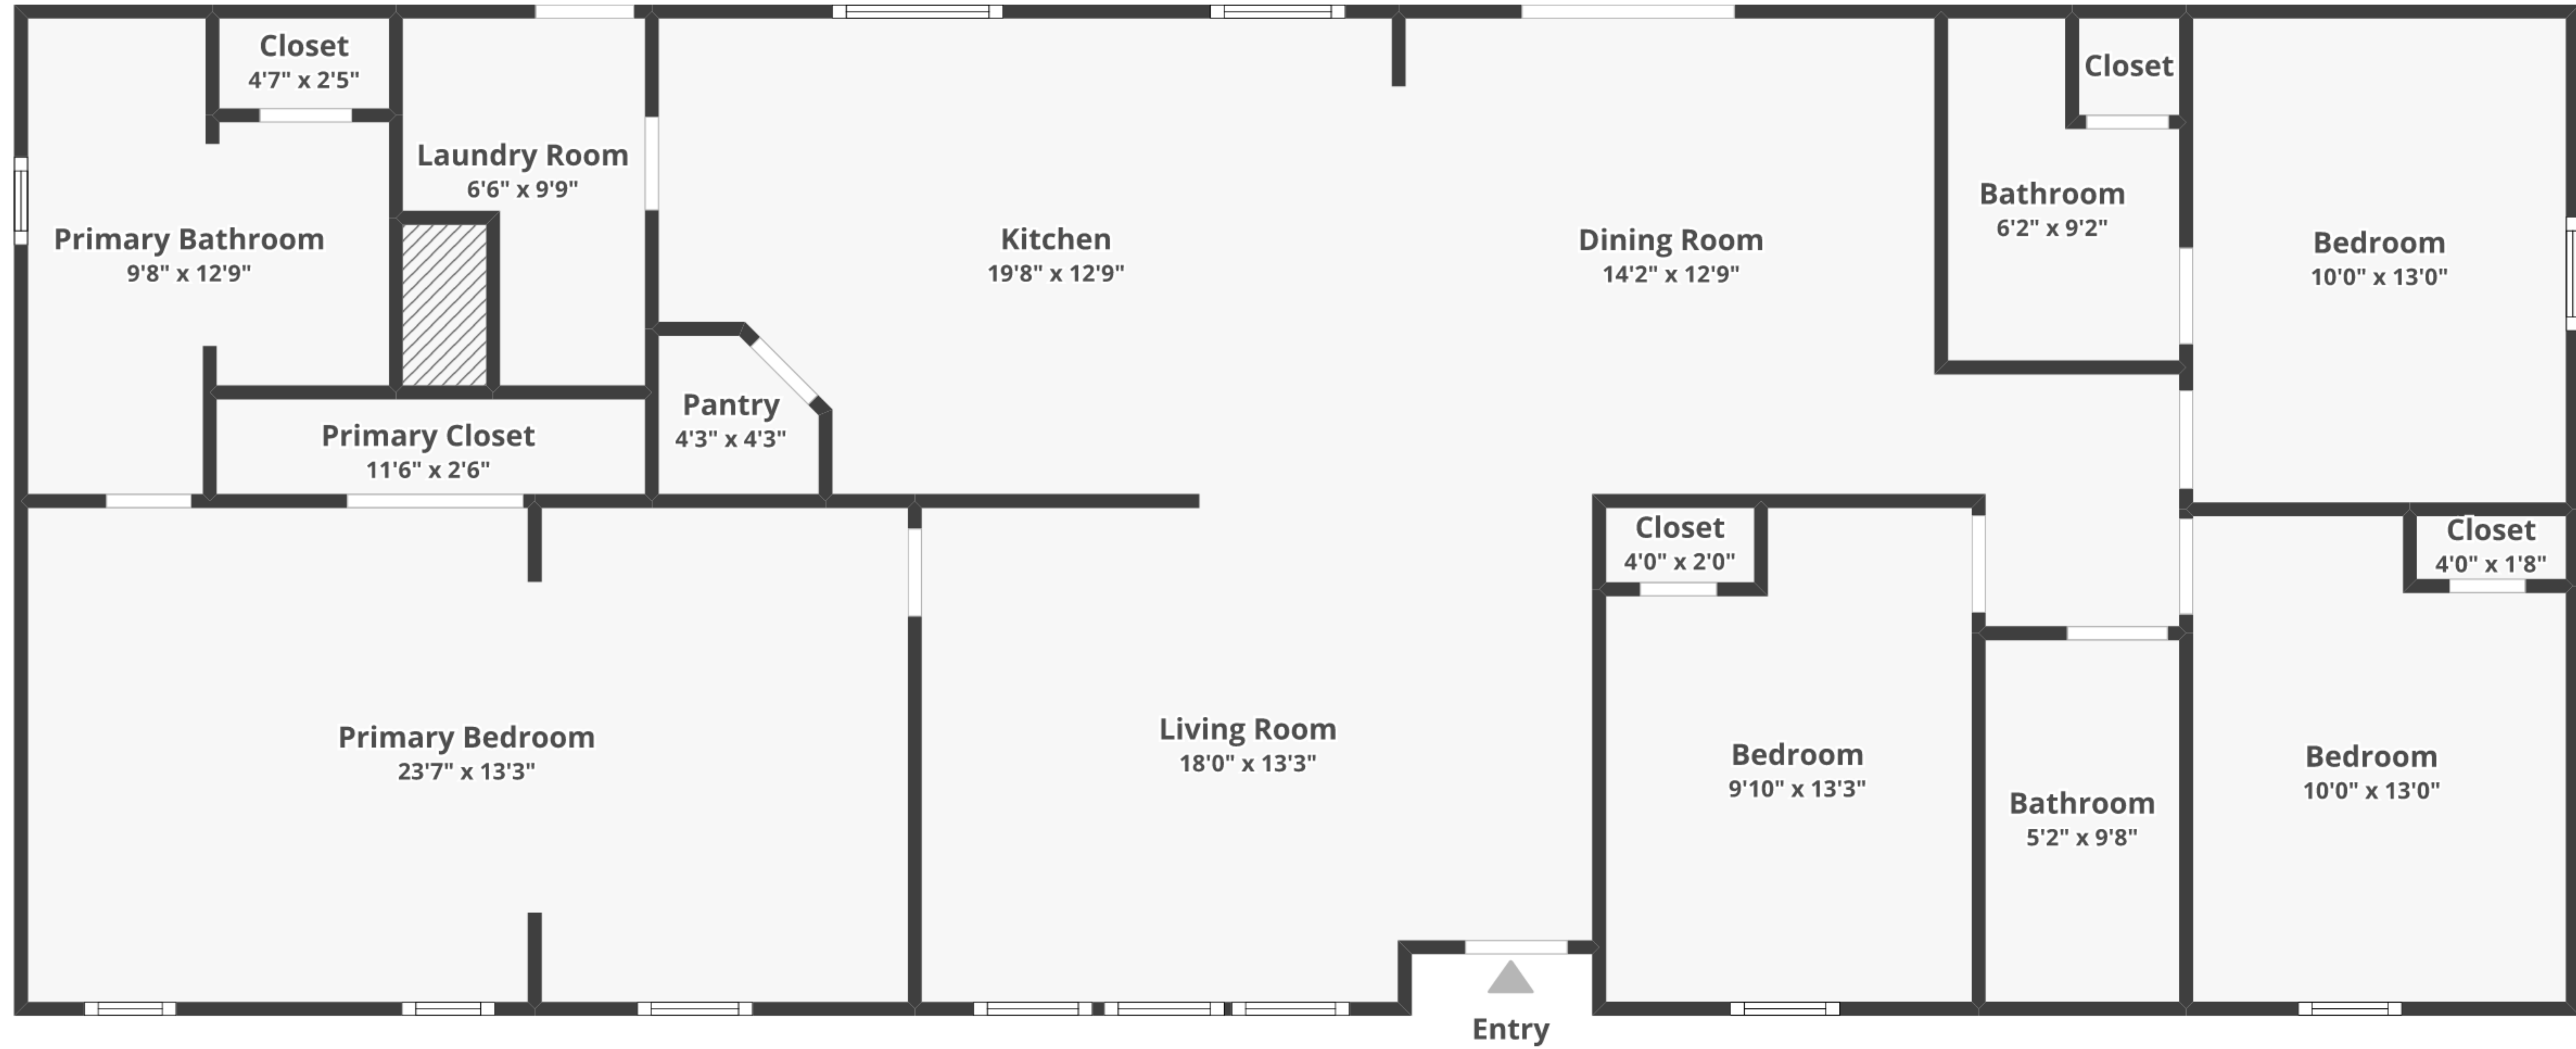 Closet
4'7" x 2'5"
Laundry Room
6'6" x 9'9"
Primary Bathroom
9'8" x 12'9"
Kitchen
19'8" x 12'9"
Dining Room
14'2" x 12'9"
Closet
Bathroom
6'2" x 9'2"
Bedroom
10'0" x 13'0"
Pantry
4'3" x 4'3"
Primary Closet
11'6" x 2'6"
Closet
4'0" x 2'0"
Closet
4'0" x 1'8"
Primary Bedroom
23'7" x 13'3"
Living Room
18'0" x 13'3"
Bedroom
9'10" x 13'3"
Bathroom
5'2" x 9'8"
Bedroom
10'0" x 13'0"
Entry